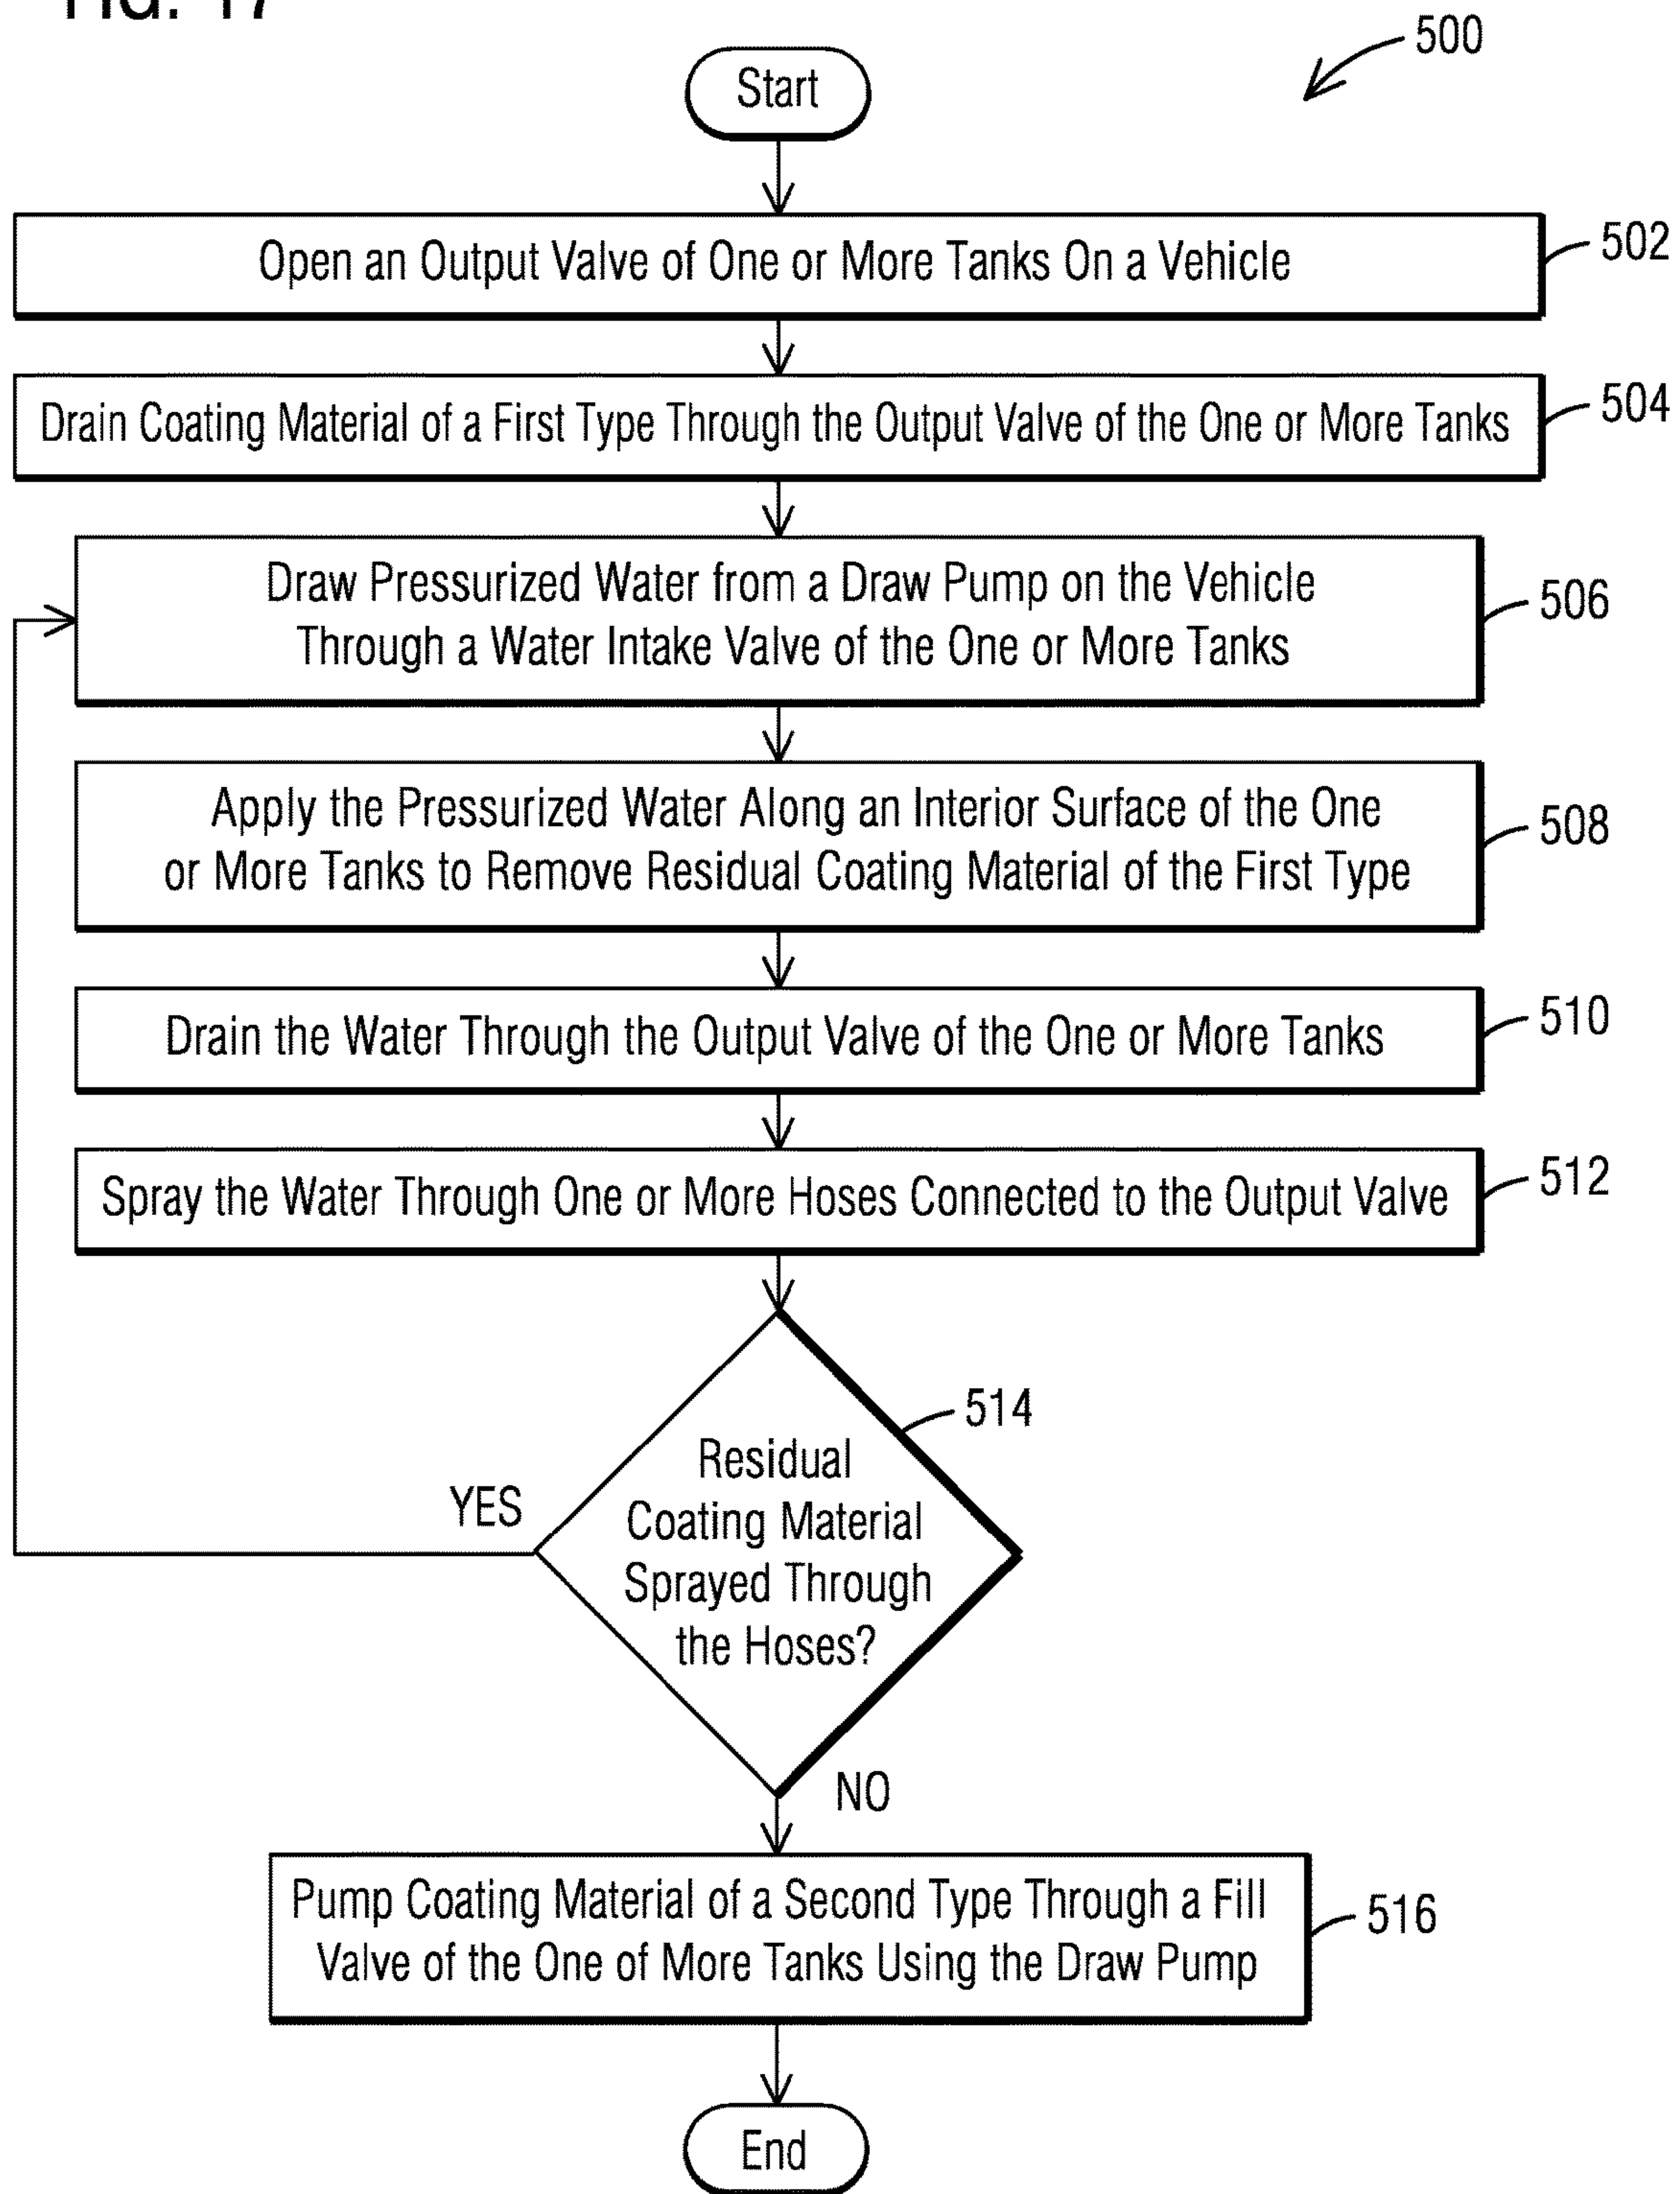 FIG. 17
500
Start
Open an Output Valve of One or More Tanks On a Vehicle
502
Drain Coating Material of a First Type Through the Output Valve of the One or More Tanks
504
Draw Pressurized Water from a Draw Pump on the Vehicle
Through a Water Intake Valve of the One or More Tanks
506
Apply the Pressurized Water Along an Interior Surface of the One
or More Tanks to Remove Residual Coating Material of the First Type
508
Drain the Water Through the Output Valve of the One or More Tanks
510
Spray the Water Through One or More Hoses Connected to the Output Valve
512
514
Residual
Coating Material
Sprayed Through
the Hoses?
YES
NO
Pump Coating Material of a Second Type Through a Fill
Valve of the One of More Tanks Using the Draw Pump
516
End